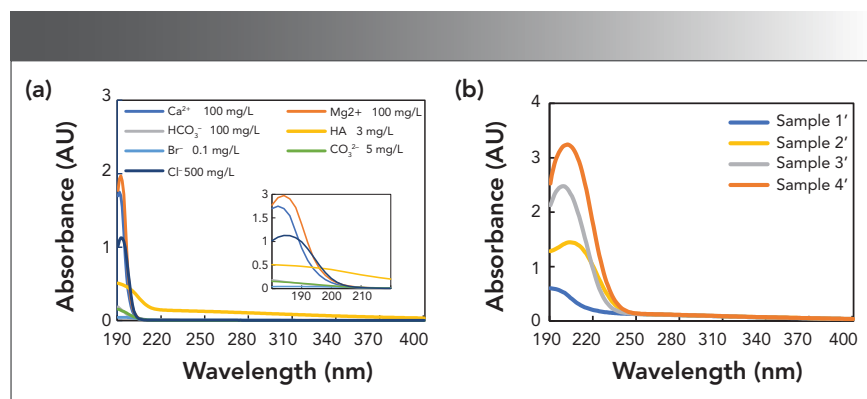 (a)
3
2
1
0
Absorbance (AU)
Ca²⁺ 100 mg/L
Mg2+ 100 mg/L
HCO₃⁻ 100 mg/L
HA 3 mg/L
Br⁻ 0.1 mg/L
CO₃²⁻ 5 mg/L
Cl⁻500 mg/L
3
2.5
2
1.5
1
0.5
0
190 200 210
190 220 250 280 310 340 370 400
Wavelength (nm)
(b)
4
3
2
1
0
Absorbance (AU)
Sample 1'
Sample 2'
Sample 3'
Sample 4'
190 220 250 280 310 340 370 400
Wavelength (nm)